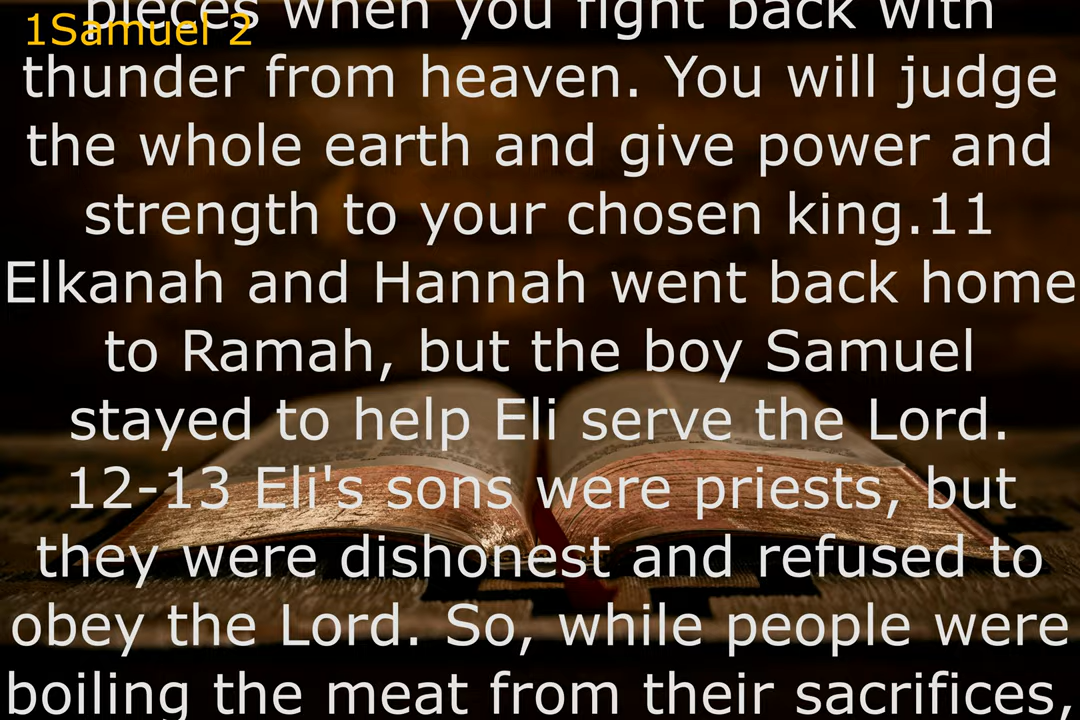 pieces when you fight back with
1Samuel 2
thunder from heaven. You will judge
the whole earth and give power and
strength to your chosen king.11
Elkanah and Hannah went back home
to Ramah, but the boy Samuel
stayed to help Eli serve the Lord.
12-13 Eli's sons were priests, but
they were dishonest and refused to
obey the Lord. So, while people were
boiling the meat from their sacrifices,